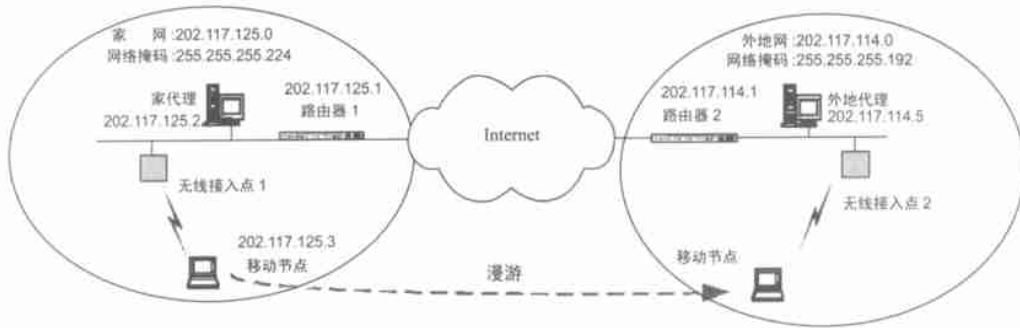 家 网 :202.117.125.0
网络掩码 :255.255.255.224
家代理
202.117.125.2
202.117.125.1
路由器 1
无线接入点 1
202.117.125.3
移动节点
Internet
漫游
外地网 :202.117.114.0
网络掩码 :255.255.255.192
202.117.114.1
路由器 2
外地代理
202.117.114.5
无线接入点 2
移动节点